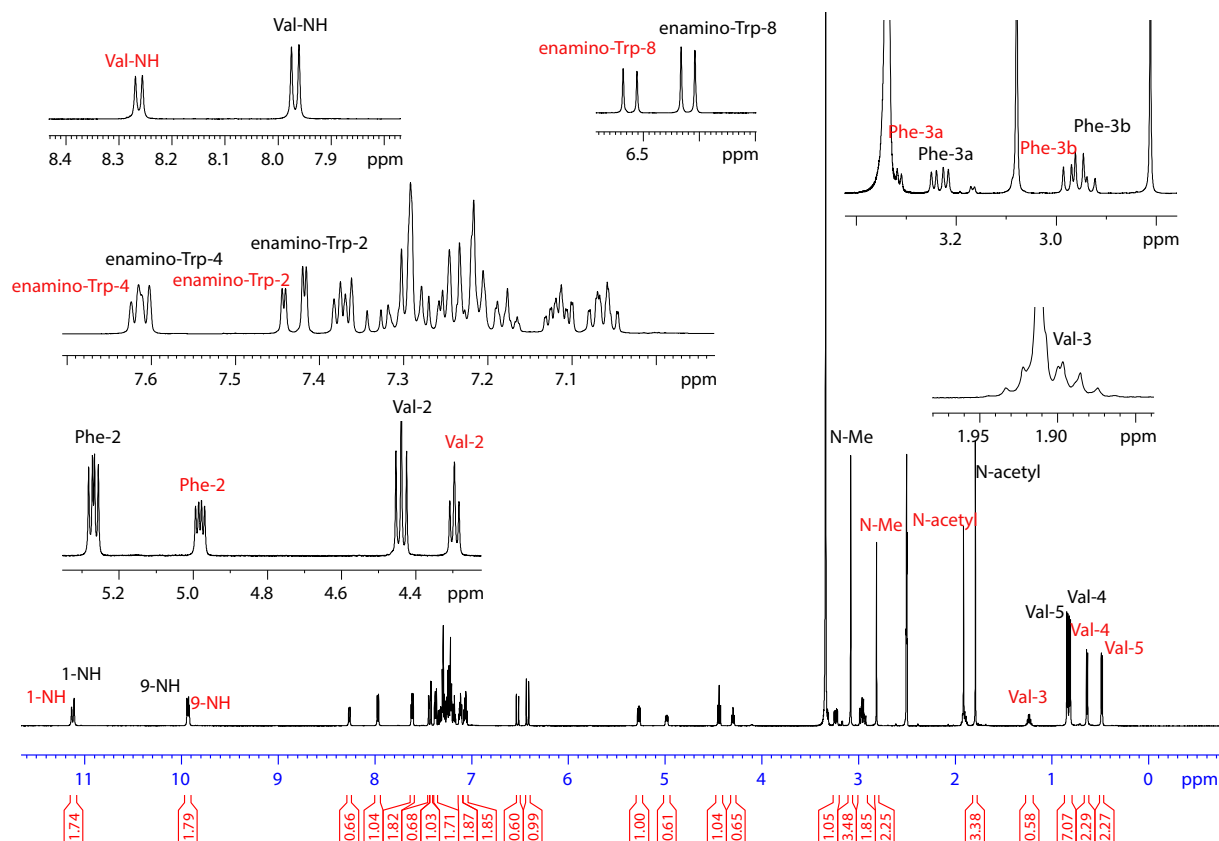 Val-NH
Val-NH
8.4 8.3 8.2 8.1 8.0 7.9 ppm
enamino-Trp-8
enamino-Trp-8
6.5 ppm
Phe-3a
Phe-3a
Phe-3b
Phe-3b
3.2 3.0 ppm
enamino-Trp-4
enamino-Trp-4
enamino-Trp-2
enamino-Trp-2
7.6 7.5 7.4 7.3 7.2 7.1 ppm
Val-3
1.95 1.90 ppm
Phe-2
Phe-2
Val-2
Val-2
5.2 5.0 4.8 4.6 4.4 ppm
1-NH
1-NH
9-NH
9-NH
N-Me
N-Me
N-acetyl
N-acetyl
Val-3
Val-5
Val-4
Val-4
Val-5
11 10 9 8 7 6 5 4 3 2 1 0 ppm
1.74 1.79 0.66 1.04 1.82 0.68 1.03 1.71 1.87 1.85 0.60 0.99 1.00 0.61 1.04 0.65 1.05 3.48 1.85 2.25 3.38 0.58 7.07 2.29 2.27